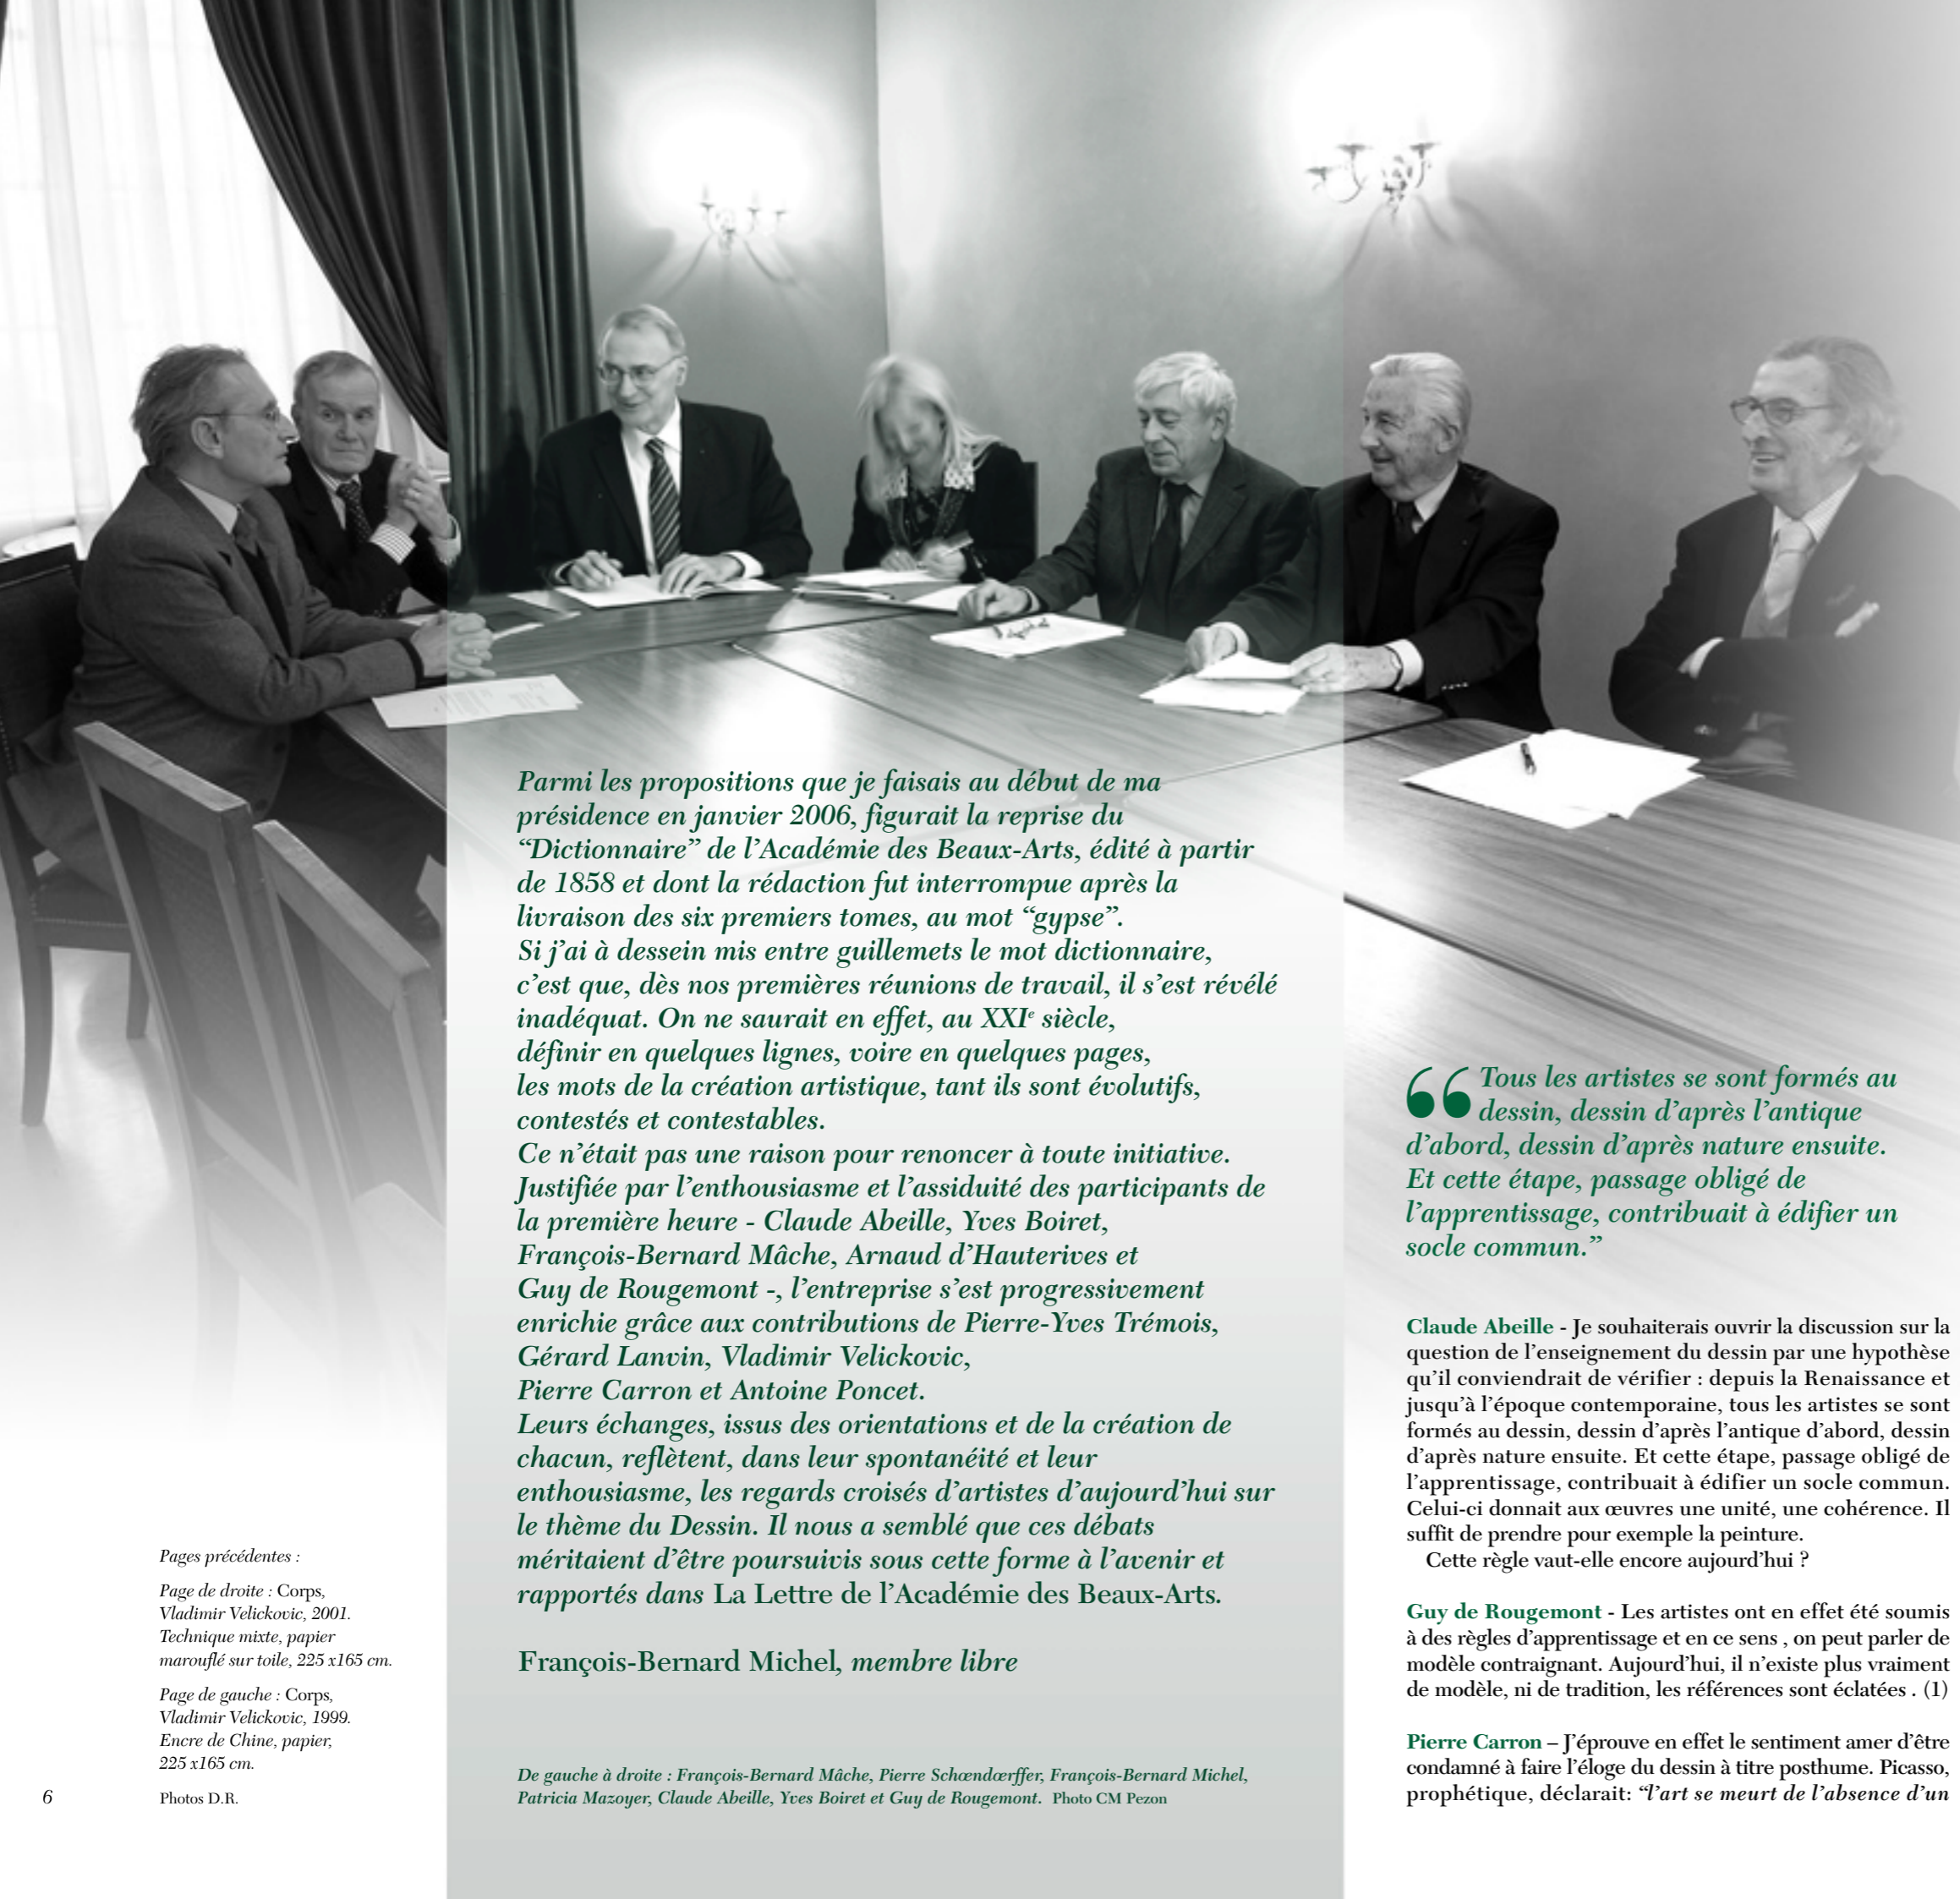 Parmi les propositions que je faisais au début de ma
présidence en janvier 2006, figurait la reprise du
“Dictionnaire” de l’Académie des Beaux-Arts, édité à partir
de 1858 et dont la rédaction fut interrompue après la
livraison des six premiers tomes, au mot “gypse”.
Si j’ai à dessein mis entre guillemets le mot dictionnaire,
c’est que, dès nos premières réunions de travail, il s’est révélé
inadéquat. On ne saurait en effet, au XXIe siècle,
définir en quelques lignes, voire en quelques pages,
les mots de la création artistique, tant ils sont évolutifs,
contestés et contestables.
Ce n’était pas une raison pour renoncer à toute initiative.
Justifiée par l’enthousiasme et l’assiduité des participants de
la première heure - Claude Abeille, Yves Boiret,
François-Bernard Mâche, Arnaud d’Hauterives et
Guy de Rougemont -, l’entreprise s’est progressivement
enrichie grâce aux contributions de Pierre-Yves Trémois,
Gérard Lanvin, Vladimir Velickovic,
Pierre Carron et Antoine Poncet.
Leurs échanges, issus des orientations et de la création de
chacun, reflètent, dans leur spontanéité et leur
enthousiasme, les regards croisés d’artistes d’aujourd’hui sur
le thème du Dessin. Il nous a semblé que ces débats
méritaient d’être poursuivis sous cette forme à l’avenir et
rapportés dans La Lettre de l’Académie des Beaux-Arts.
François-Bernard Michel, membre libre
De gauche à droite : François-Bernard Mâche, Pierre Schœndœrffer, François-Bernard Michel,
Patricia Mazoyer, Claude Abeille, Yves Boiret et Guy de Rougemont. Photo CM Pezon
Pages précédentes :
Page de droite : Corps,
Vladimir Velickovic, 2001.
Technique mixte, papier
marouflé sur toile, 225 x165 cm.
Page de gauche : Corps,
Vladimir Velickovic, 1999.
Encre de Chine, papier,
225 x165 cm.
Photos D.R.
6
“Tous les artistes se sont formés au
dessin, dessin d’après l’antique
d’abord, dessin d’après nature ensuite.
Et cette étape, passage obligé de
l’apprentissage, contribuait à édifier un
socle commun.”
Claude Abeille - Je souhaiterais ouvrir la discussion sur la
question de l’enseignement du dessin par une hypothèse
qu’il conviendrait de vérifier : depuis la Renaissance et
jusqu’à l’époque contemporaine, tous les artistes se sont
formés au dessin, dessin d’après l’antique d’abord, dessin
d’après nature ensuite. Et cette étape, passage obligé de
l’apprentissage, contribuait à édifier un socle commun.
Celui-ci donnait aux œuvres une unité, une cohérence. Il
suffit de prendre pour exemple la peinture.
Cette règle vaut-elle encore aujourd’hui ?
Guy de Rougemont - Les artistes ont en effet été soumis
à des règles d’apprentissage et en ce sens , on peut parler de
modèle contraignant. Aujourd’hui, il n’existe plus vraiment
de modèle, ni de tradition, les références sont éclatées . (1)
Pierre Carron – J’éprouve en effet le sentiment amer d’être
condamné à faire l’éloge du dessin à titre posthume. Picasso,
prophétique, déclarait: “l’art se meurt de l’absence d’un